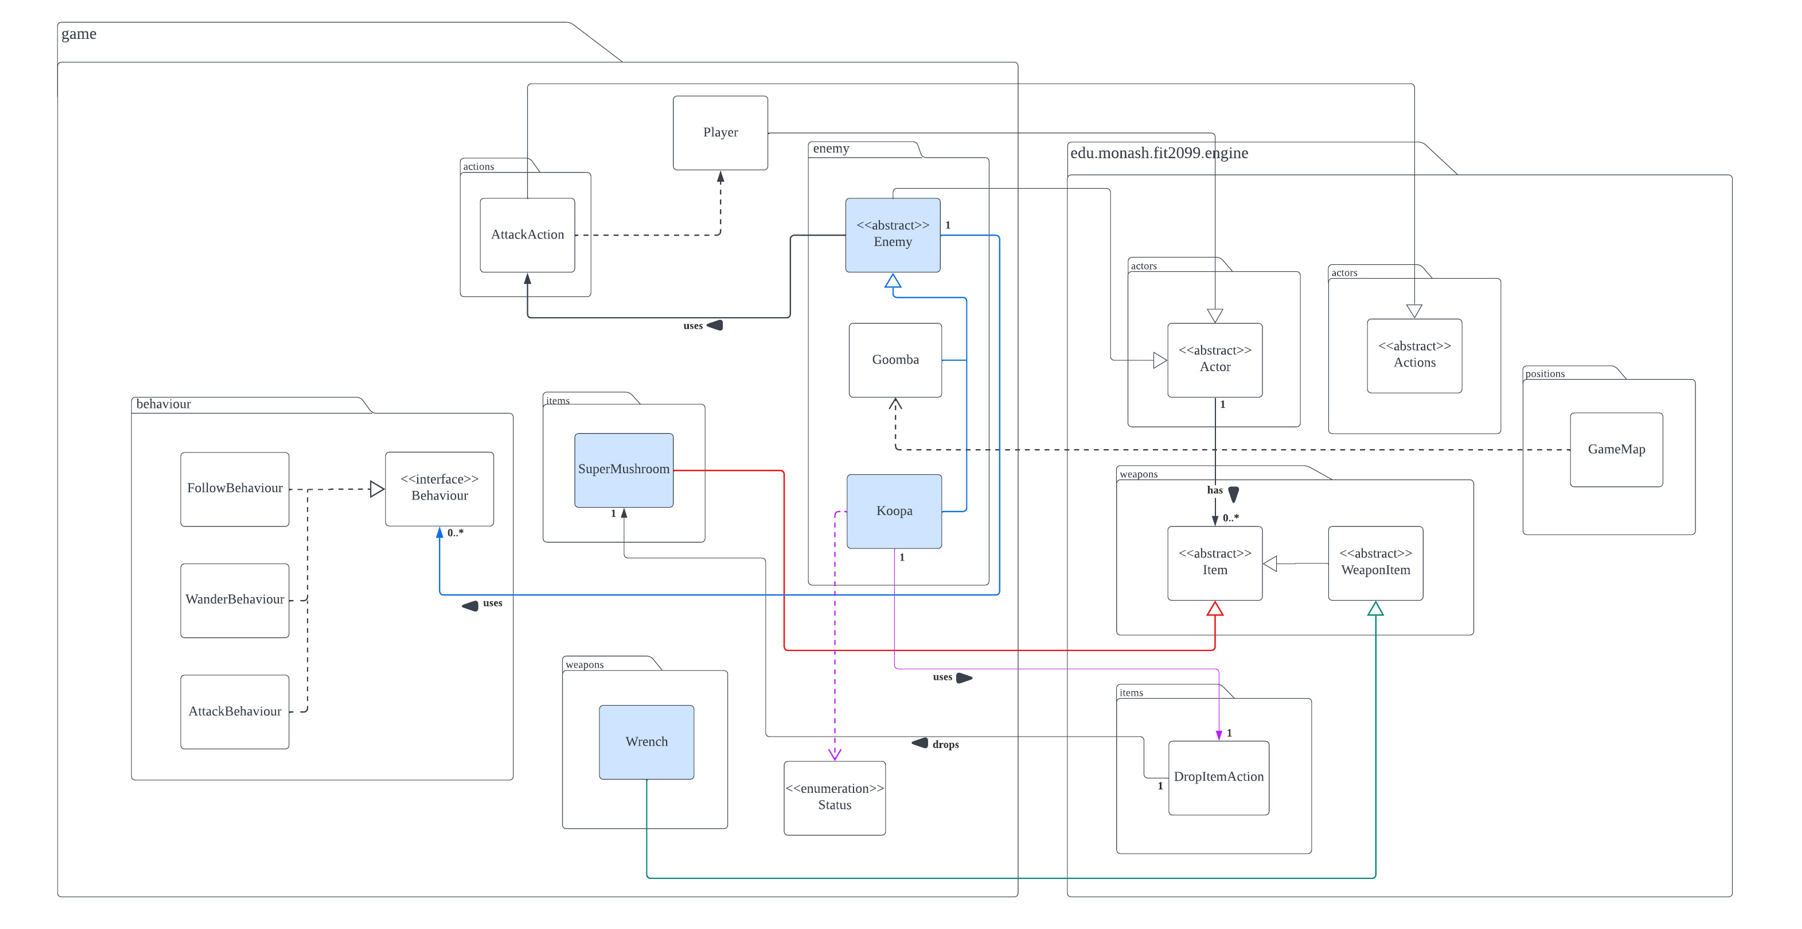 game
Player
enemy
edu.monash.fit2099.engine
actions
AttackAction
<<abstract>>
Enemy
1
actors
actors
uses
<<abstract>>
Actor
1
<<abstract>>
Actions
Goomba
positions
GameMap
behaviour
items
SuperMushroom
1
FollowBehaviour
<<interface>>
Behaviour
0..*
WanderBehaviour
AttackBehaviour
uses
Koopa
1
weapons
has
0..*
<<abstract>>
Item
<<abstract>>
WeaponItem
weapons
Wrench
uses
items
1
drops
DropItemAction
1
<<enumeration>>
Status